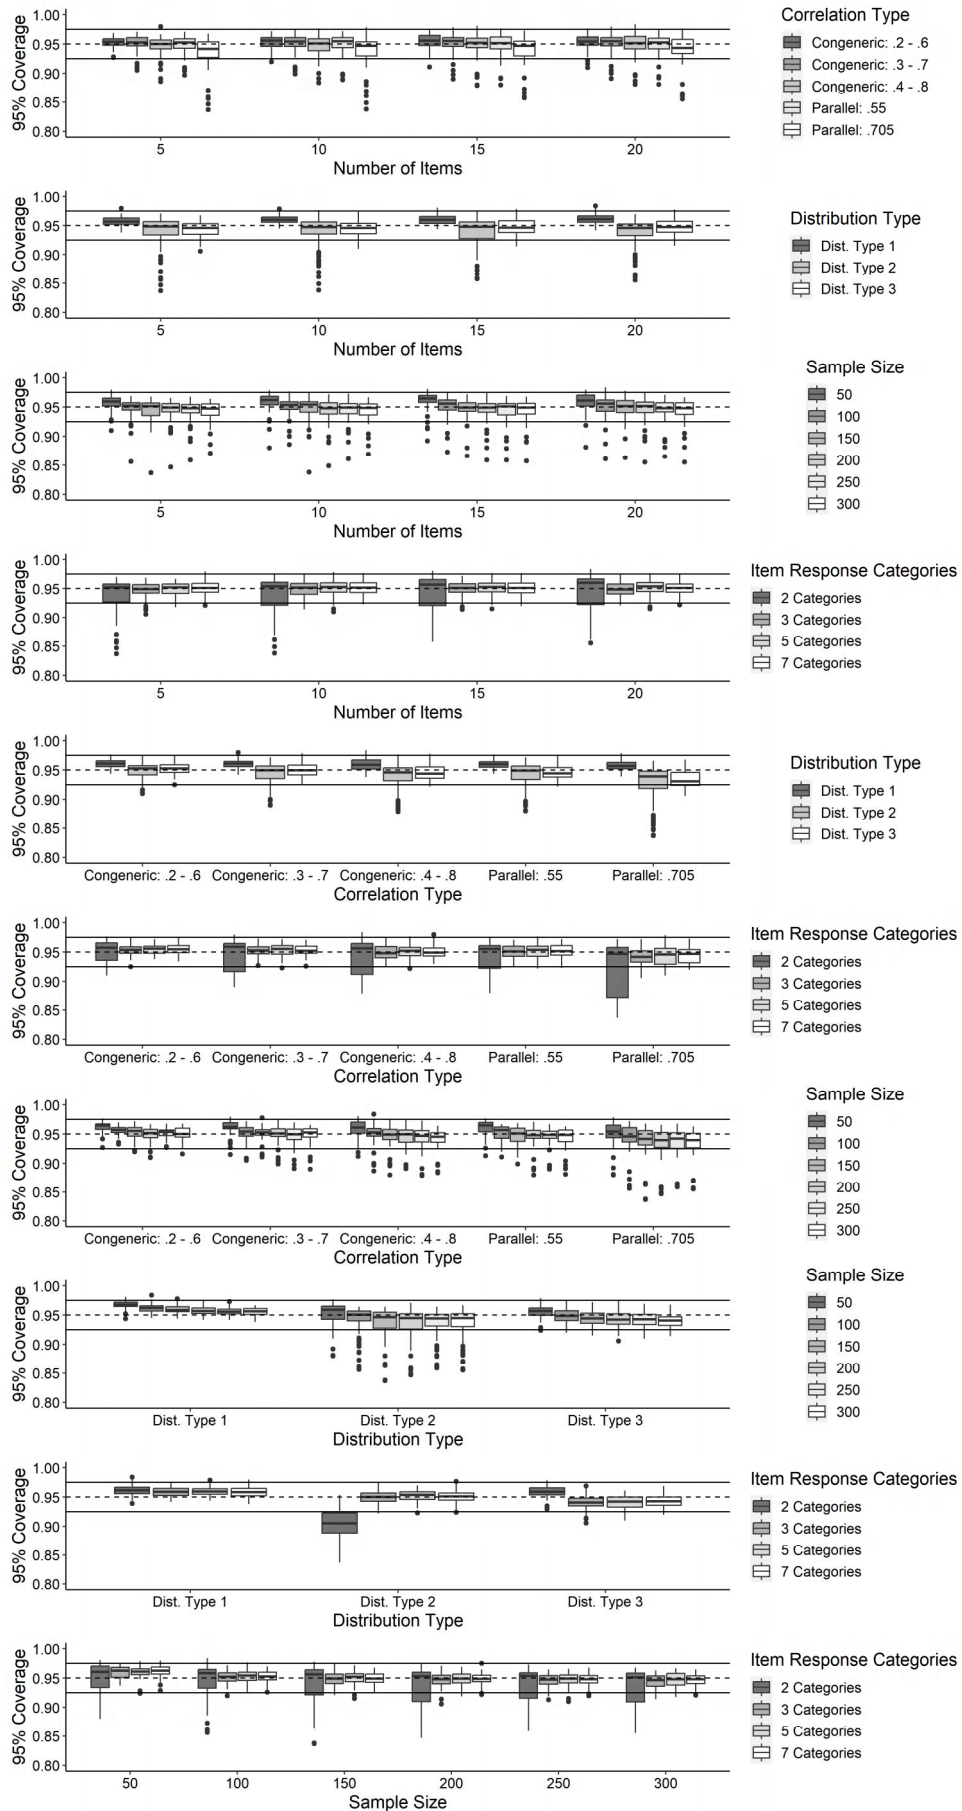 95% Coverage
1.00
0.95
0.90
0.85
0.80
5
10
15
20
Number of Items
Correlation Type
Congeneric: .2 - .6
Congeneric: .3 - .7
Congeneric: .4 - .8
Parallel: .55
Parallel: .705
95% Coverage
1.00
0.95
0.90
0.85
0.80
5
10
15
20
Number of Items
Distribution Type
Dist. Type 1
Dist. Type 2
Dist. Type 3
95% Coverage
1.00
0.95
0.90
0.85
0.80
5
10
15
20
Number of Items
Sample Size
50
100
150
200
250
300
95% Coverage
1.00
0.95
0.90
0.85
0.80
5
10
15
20
Number of Items
Item Response Categories
2 Categories
3 Categories
5 Categories
7 Categories
95% Coverage
1.00
0.95
0.90
0.85
0.80
Congeneric: .2 - .6
Congeneric: .3 - .7
Congeneric: .4 - .8
Parallel: .55
Parallel: .705
Correlation Type
Distribution Type
Dist. Type 1
Dist. Type 2
Dist. Type 3
95% Coverage
1.00
0.95
0.90
0.85
0.80
Congeneric: .2 - .6
Congeneric: .3 - .7
Congeneric: .4 - .8
Parallel: .55
Parallel: .705
Correlation Type
Item Response Categories
2 Categories
3 Categories
5 Categories
7 Categories
95% Coverage
1.00
0.95
0.90
0.85
0.80
Congeneric: .2 - .6
Congeneric: .3 - .7
Congeneric: .4 - .8
Parallel: .55
Parallel: .705
Correlation Type
Sample Size
50
100
150
200
250
300
95% Coverage
1.00
0.95
0.90
0.85
0.80
Dist. Type 1
Dist. Type 2
Dist. Type 3
Distribution Type
Sample Size
50
100
150
200
250
300
95% Coverage
1.00
0.95
0.90
0.85
0.80
Dist. Type 1
Dist. Type 2
Dist. Type 3
Distribution Type
Item Response Categories
2 Categories
3 Categories
5 Categories
7 Categories
95% Coverage
1.00
0.95
0.90
0.85
0.80
50
100
150
200
250
300
Sample Size
Item Response Categories
2 Categories
3 Categories
5 Categories
7 Categories